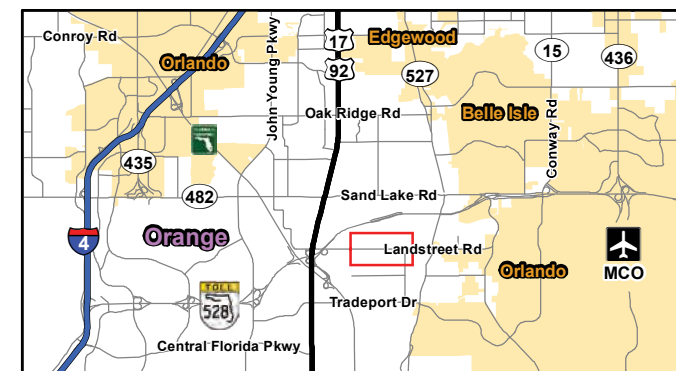 Conroy Rd
Orlando
John Young Pkwy
17
92
Edgewood
527
15
436
Oak Ridge Rd
Belle Isle
Conway Rd
435
482
Sand Lake Rd
Orange
4
Landstreet Rd
Orlando
MCO
TOLL
528
Tradeport Dr
Central Florida Pkwy